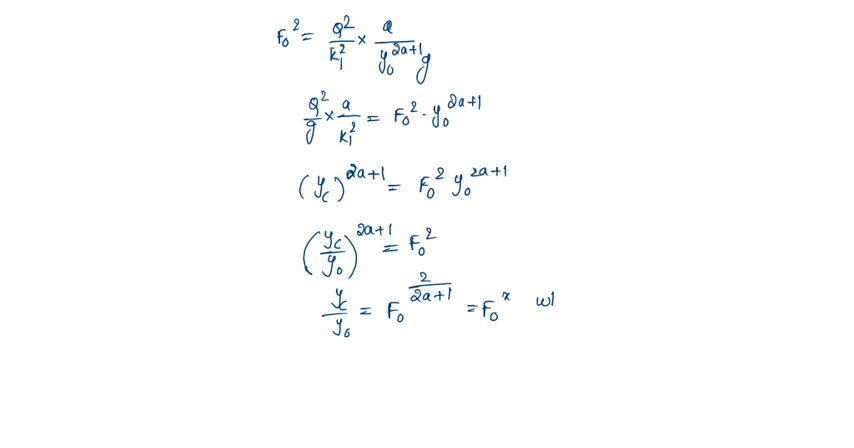 F₀² = Q²/k₁² × a/y₀^(2a+1) g
Q²/g × a/k₁² = F₀² · y₀^(2a+1)
(y_c)^(2a+1) = F₀² y₀^(2a+1)
(y_c/y₀)^(2a+1) = F₀²
y_c/y₀ = F₀^(2/(2a+1)) = F₀^x wh